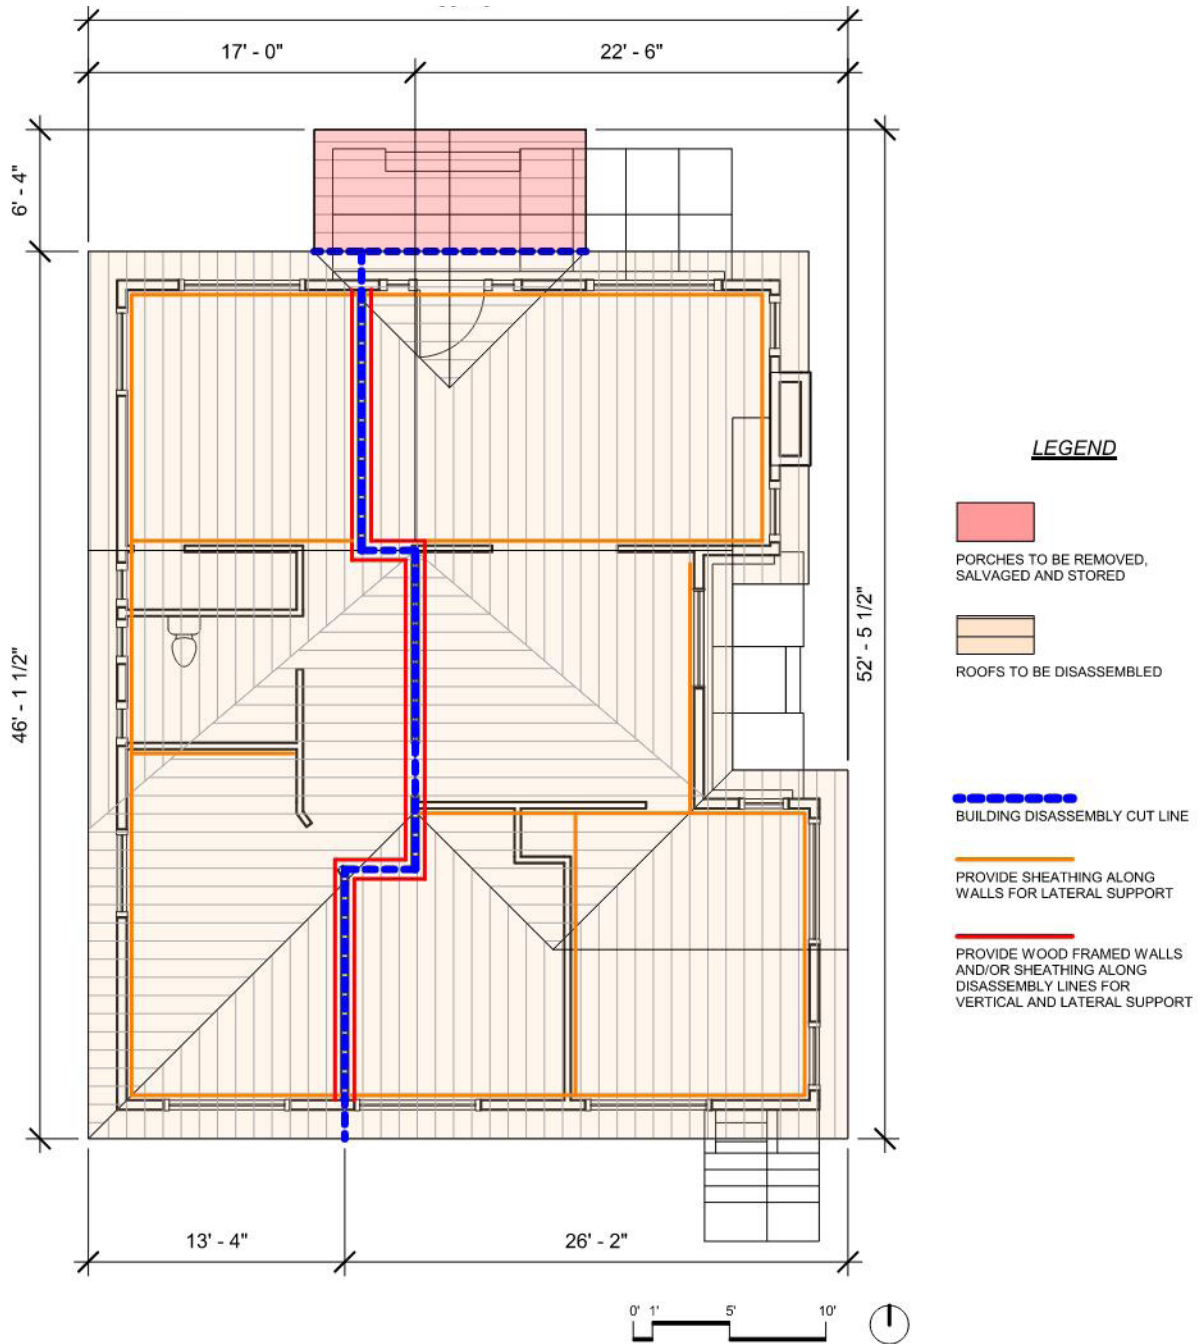 17' - 0"
22' - 6"
6' - 4"
46' - 1 1/2"
52' - 5 1/2"
LEGEND
PORCHES TO BE REMOVED,
SALVAGED AND STORED
ROOFS TO BE DISASSEMBLED
BUILDING DISASSEMBLY CUT LINE
PROVIDE SHEATHING ALONG
WALLS FOR LATERAL SUPPORT
PROVIDE WOOD FRAMED WALLS
AND/OR SHEATHING ALONG
DISASSEMBLY LINES FOR
VERTICAL AND LATERAL SUPPORT
13' - 4"
26' - 2"
0' 1' 5' 10'